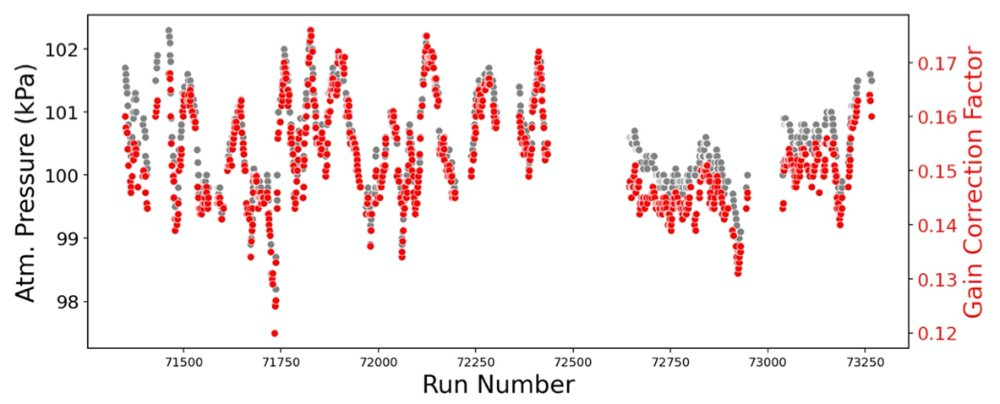 Atm. Pressure (kPa)
102
101
100
99
98
0.17
0.16
0.15
0.14
0.13
0.12
Gain Correction Factor
71500 71750 72000 72250 72500 72750 73000 73250
Run Number